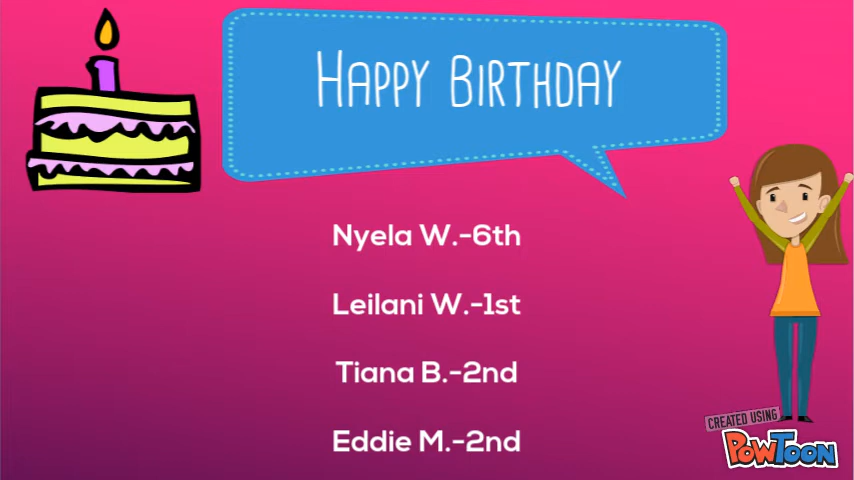 Happy Birthday
Nyela W.-6th
Leilani W.-1st
Tiana B.-2nd
Eddie M.-2nd
CREATED USING
PowToon